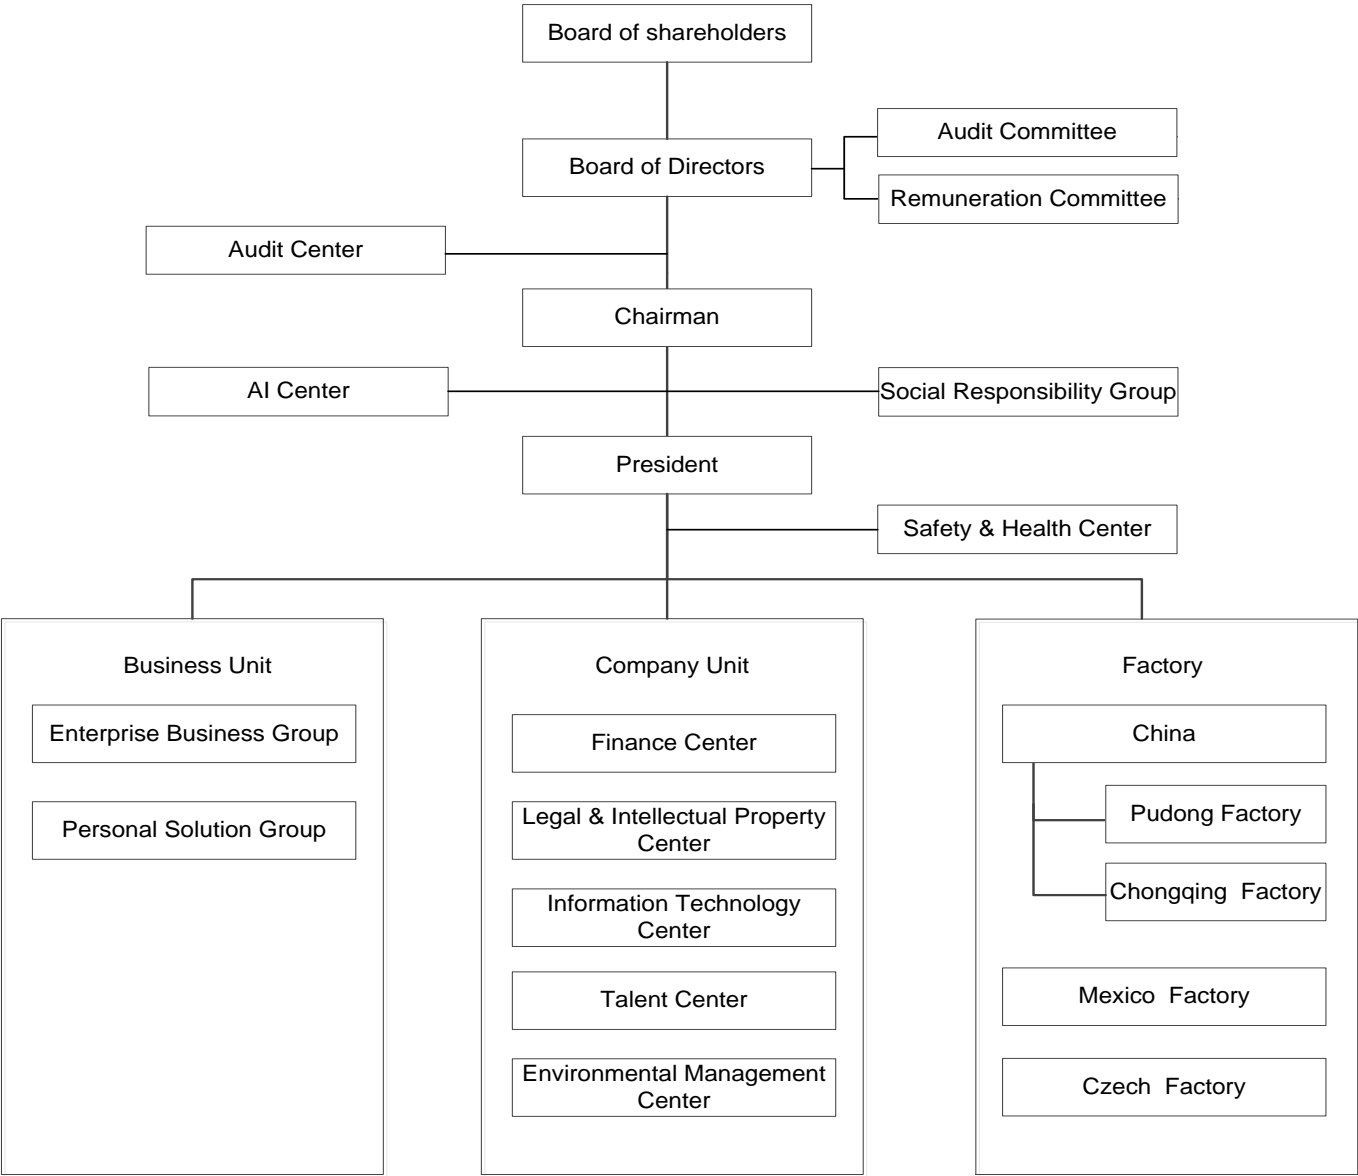 Board of shareholders
Audit Committee
Board of Directors
Remuneration Committee
Audit Center
Chairman
AI Center
Social Responsibility Group
President
Safety & Health Center
Business Unit
Enterprise Business Group
Personal Solution Group
Company Unit
Finance Center
Legal & Intellectual Property
Center
Information Technology
Center
Talent Center
Environmental Management
Center
Factory
China
Pudong Factory
Chongqing  Factory
Mexico  Factory
Czech  Factory